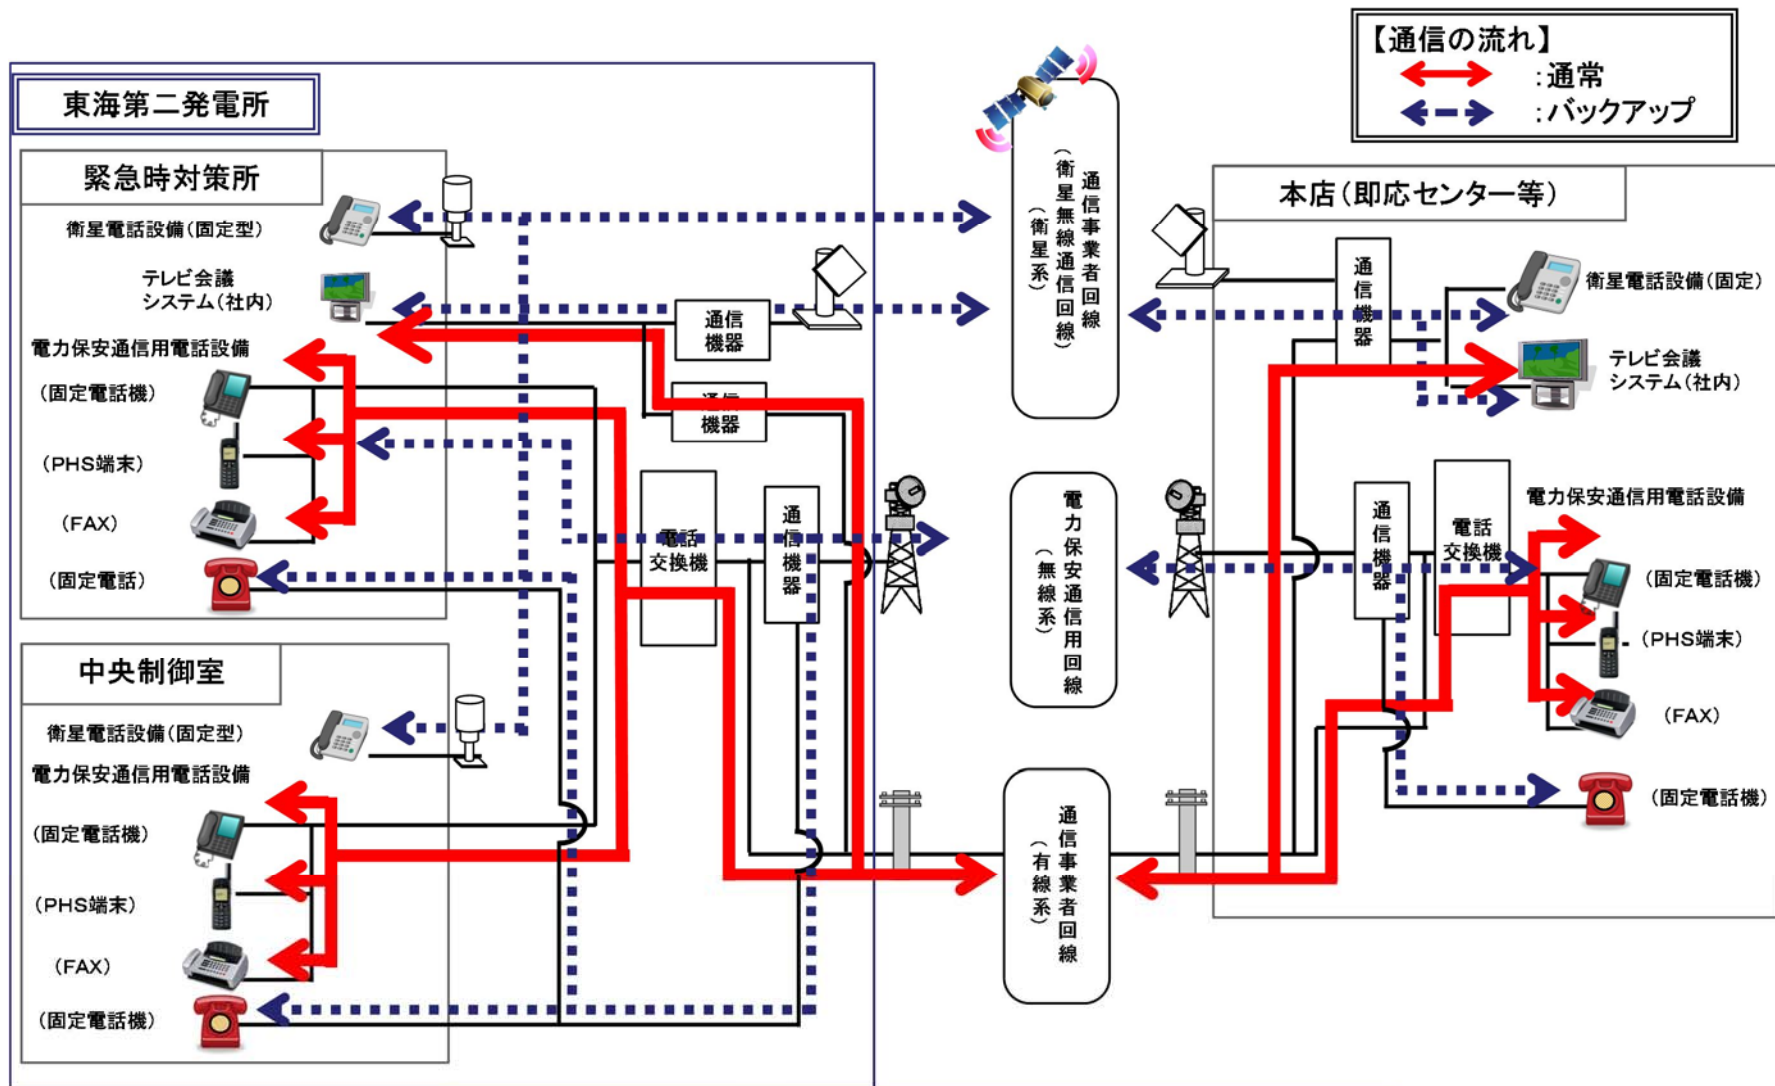 【通信の流れ】
:通常
:バックアップ
東海第二発電所
緊急時対策所
衛星電話設備(固定型)
テレビ会議
システム(社内)
電力保安通信用電話設備
(固定電話機)
(PHS端末)
(FAX)
(固定電話)
中央制御室
衛星電話設備(固定型)
電力保安通信用電話設備
(固定電話機)
(PHS端末)
(FAX)
(固定電話機)
通信
機器
通信
機器
電話
交換機
通信機器
通信事業者回線
(衛星無線通信回線)
(衛星系)
電力保安通信用回線
(無線系)
通信事業者回線
(有線系)
本店(即応センター等)
通信機器
衛星電話設備(固定)
テレビ会議
システム(社内)
通信機器
電話
交換機
電力保安通信用電話設備
(固定電話機)
(PHS端末)
(FAX)
(固定電話機)